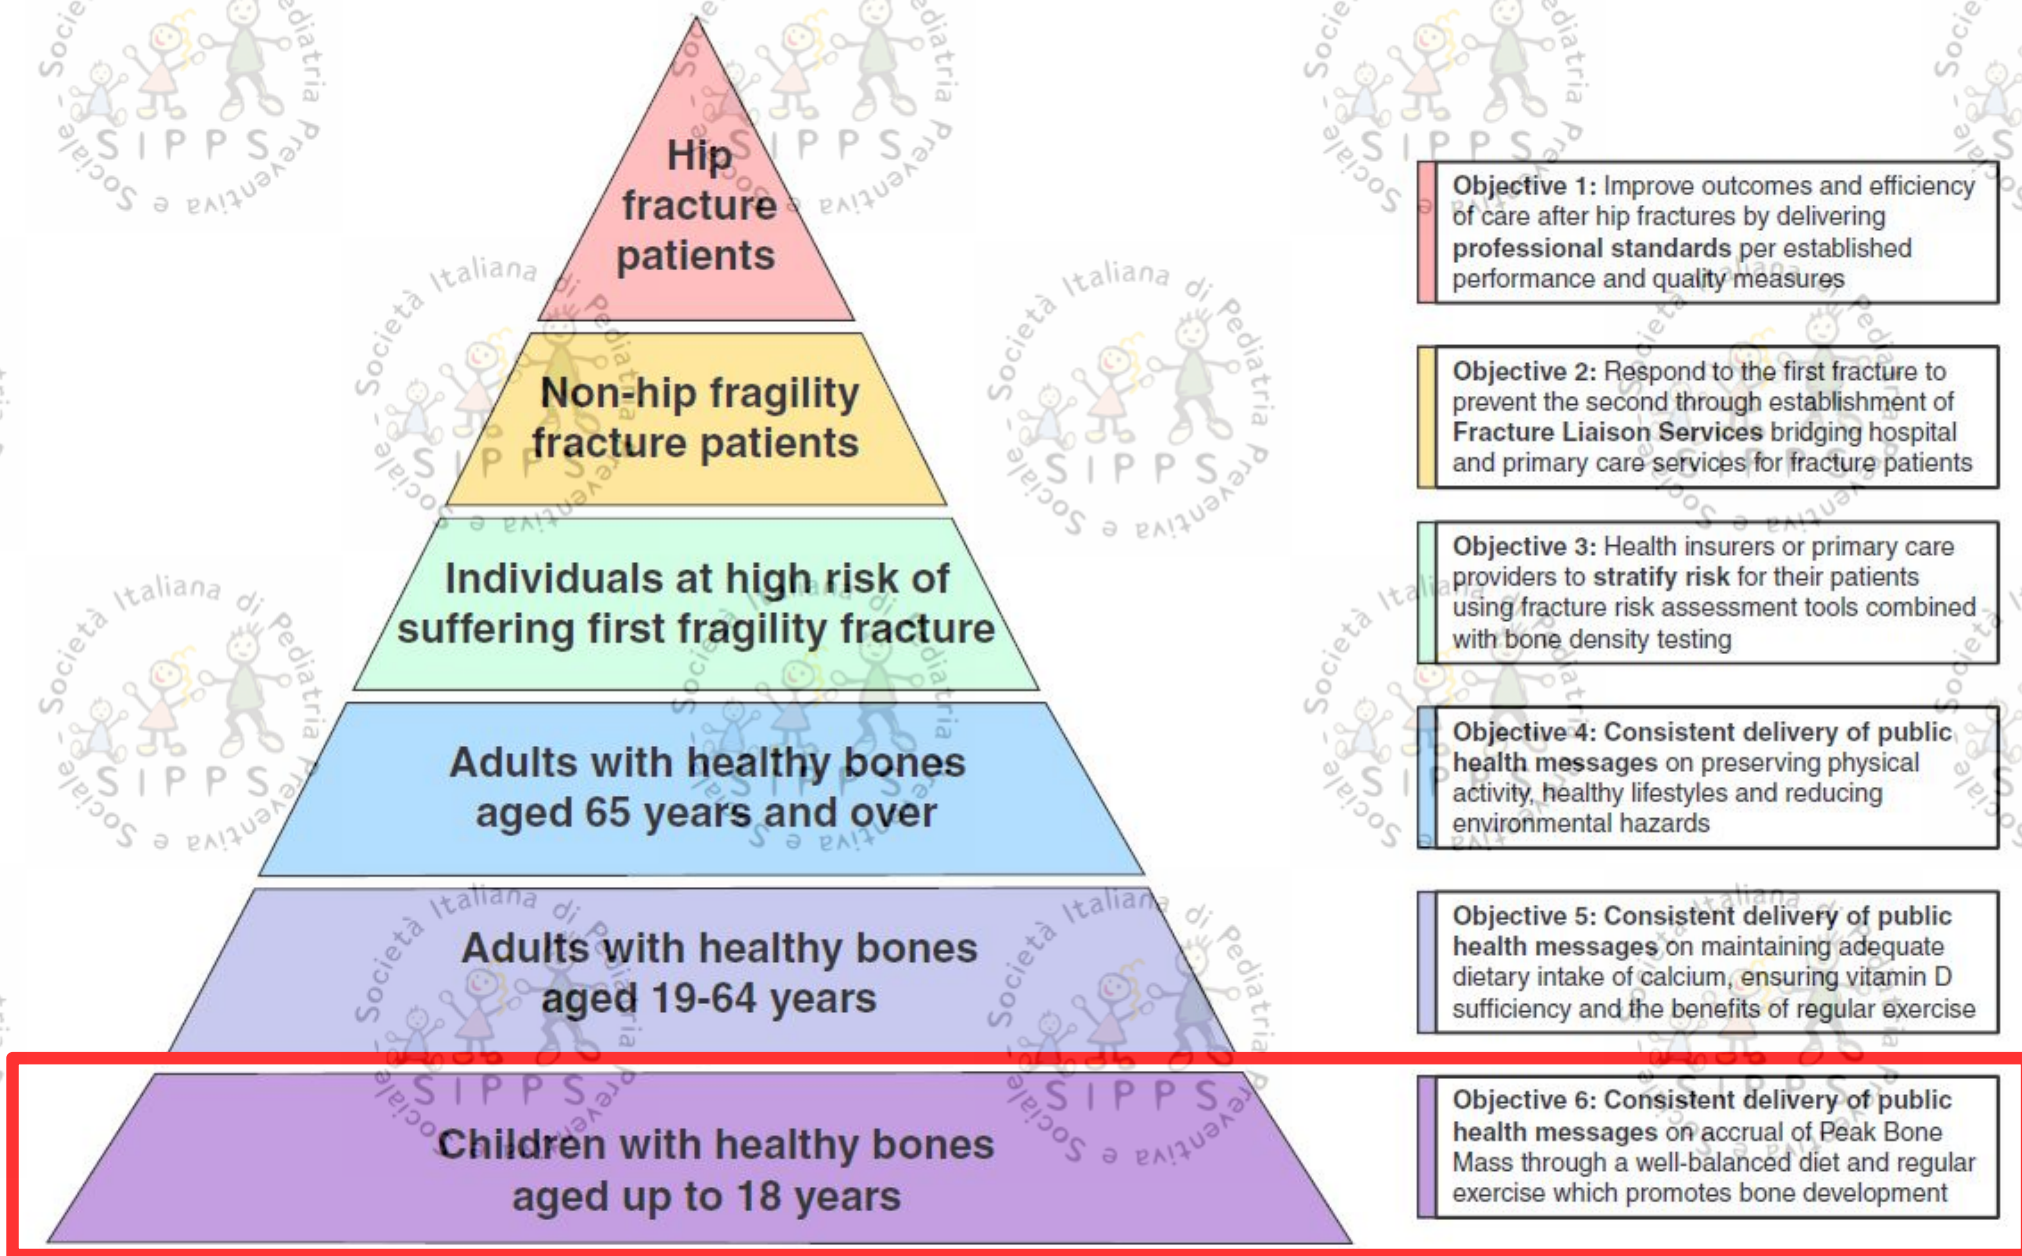 Hip
fracture
patients
Non-hip fragility
fracture patients
Individuals at high risk of
suffering first fragility fracture
Adults with healthy bones
aged 65 years and over
Adults with healthy bones
aged 19-64 years
Children with healthy bones
aged up to 18 years
Objective 1: Improve outcomes and efficiency
of care after hip fractures by delivering
professional standards per established
performance and quality measures
Objective 2: Respond to the first fracture to
prevent the second through establishment of
Fracture Liaison Services bridging hospital
and primary care services for fracture patients
Objective 3: Health insurers or primary care
providers to stratify risk for their patients
using fracture risk assessment tools combined
with bone density testing
Objective 4: Consistent delivery of public
health messages on preserving physical
activity, healthy lifestyles and reducing
environmental hazards
Objective 5: Consistent delivery of public
health messages on maintaining adequate
dietary intake of calcium, ensuring vitamin D
sufficiency and the benefits of regular exercise
Objective 6: Consistent delivery of public
health messages on accrual of Peak Bone
Mass through a well-balanced diet and regular
exercise which promotes bone development
Società Italiana di Pediatria Preventiva e Sociale
SIPPS